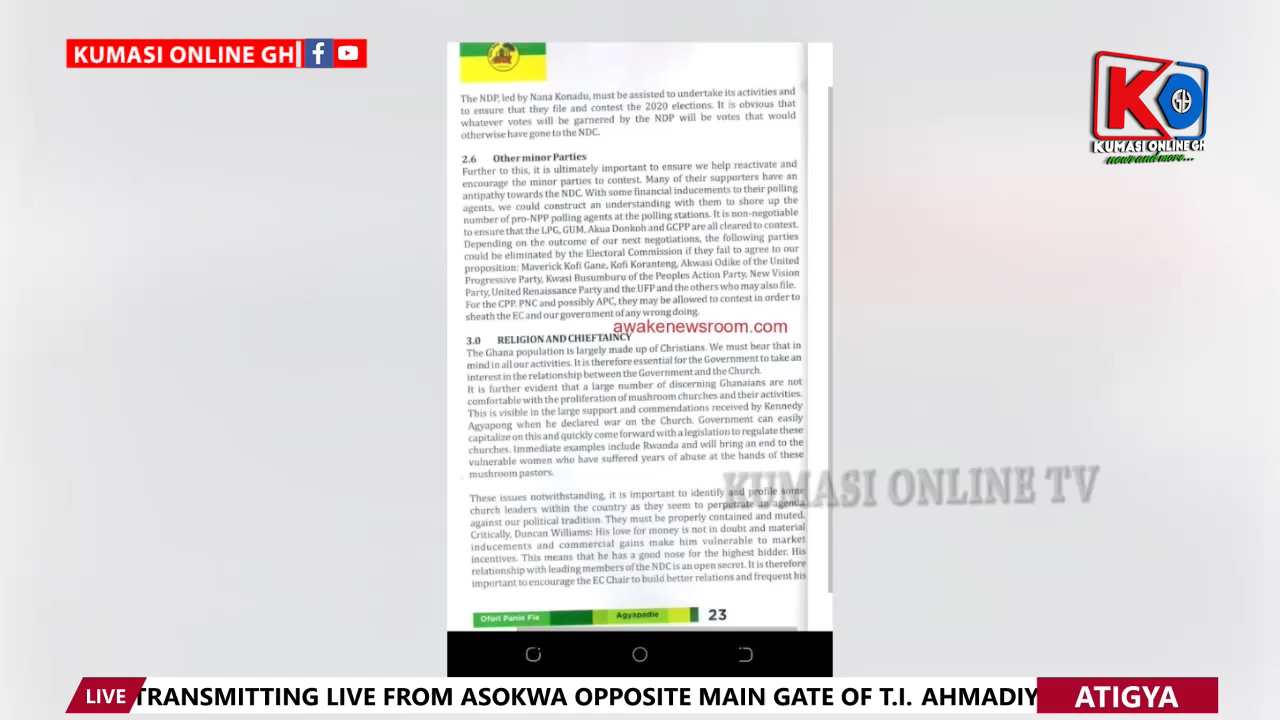 KUMASI ONLINE GH
KO
KUMASI ONLINE GH
news and more...
The NDP, led by Nana Konadu, must be assisted to undertake its activities and
to ensure that they file and contest the 2020 elections. It is obvious that
whatever votes will be garnered by the NDP will be votes that would
otherwise have gone to the NDC.
2.6 Other minor Parties
Further to this, it is ultimately important to ensure we help reactivate and
encourage the minor parties to contest. Many of their supporters have an
antipathy towards the NDC. With some financial inducements to their polling
agents, we could construct an understanding with them to shore up the
number of pro-NPP polling agents at the polling stations. It is non-negotiable
to ensure that the LPG, GUM, Akua Donkoh and GCPP are all cleared to contest.
Depending on the outcome of our next negotiations, the following parties
could be eliminated by the Electoral Commission if they fail to agree to our
proposition: Maverick Kofi Gane, Kofi Koranteng, Akwasi Odike of the United
Progressive Party, Kwasi Busumburu of the Peoples Action Party, New Vision
Party, United Renaissance Party and the UFP and the others who may also file.
For the CPP. PNC and possibly APC, they may be allowed to contest in order to
sheath the EC and our government of any wrong doing.
awakenewsroom.com
3.0 RELIGION AND CHIEFTAINCY
The Ghana population is largely made up of Christians. We must bear that in
mind in all our activities. It is therefore essential for the Government to take an
interest in the relationship between the Government and the Church.
It is further evident that a large number of discerning Ghanaians are not
comfortable with the proliferation of mushroom churches and their activities.
This is visible in the large support and commendations received by Kennedy
Agyapong when he declared war on the Church. Government can easily
capitalize on this and quickly come forward with a legislation to regulate these
churches. Immediate examples include Rwanda and will bring an end to the
vulnerable women who have suffered years of abuse at the hands of these
mushroom pastors.
KUMASI ONLINE TV
These issues notwithstanding, it is important to identify and profile some
church leaders within the country as they seem to perpetrate an agenda
against our political tradition. They must be properly contained and muted.
Critically, Duncan Williams: His love for money is not in doubt and material
inducements and commercial gains make him vulnerable to market
incentives. This means that he has a good nose for the highest bidder. His
relationship with leading members of the NDC is an open secret. It is therefore
important to encourage the EC Chair to build better relations and frequent his
Ofori Panin Fie Agyapadie 23
LIVE TRANSMITTING LIVE FROM ASOKWA OPPOSITE MAIN GATE OF T.I. AHMADIY ATIGYA